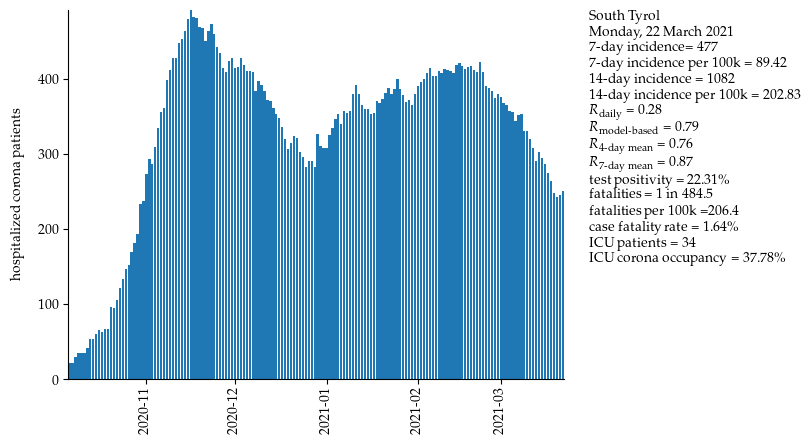 South Tyrol
Monday, 22 March 2021
7-day incidence= 477
7-day incidence per 100k = 89.42
14-day incidence = 1082
14-day incidence per 100k = 202.83
R_daily = 0.28
R_model-based = 0.79
R_4-day mean = 0.76
R_7-day mean = 0.87
test positivity = 22.31%
fatalities = 1 in 484.5
fatalities per 100k =206.4
case fatality rate = 1.64%
ICU patients = 34
ICU corona occupancy = 37.78%
hospitalized corona patients
400
300
200
100
0
2020-11
2020-12
2021-01
2021-02
2021-03